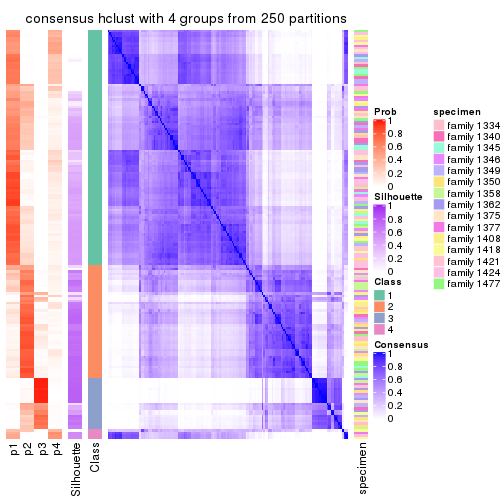 consensus hclust with 4 groups from 250 partitions
p1
p2
p3
p4
Silhouette
Class
specimen
Prob
1
0.8
0.6
0.4
0.2
0
Silhouette
1
0.8
0.6
0.4
0.2
0
Class
1
2
3
4
Consensus
1
0.8
0.6
0.4
0.2
0
specimen
family 1334
family 1340
family 1345
family 1346
family 1349
family 1350
family 1358
family 1362
family 1375
family 1377
family 1408
family 1418
family 1421
family 1424
family 1477